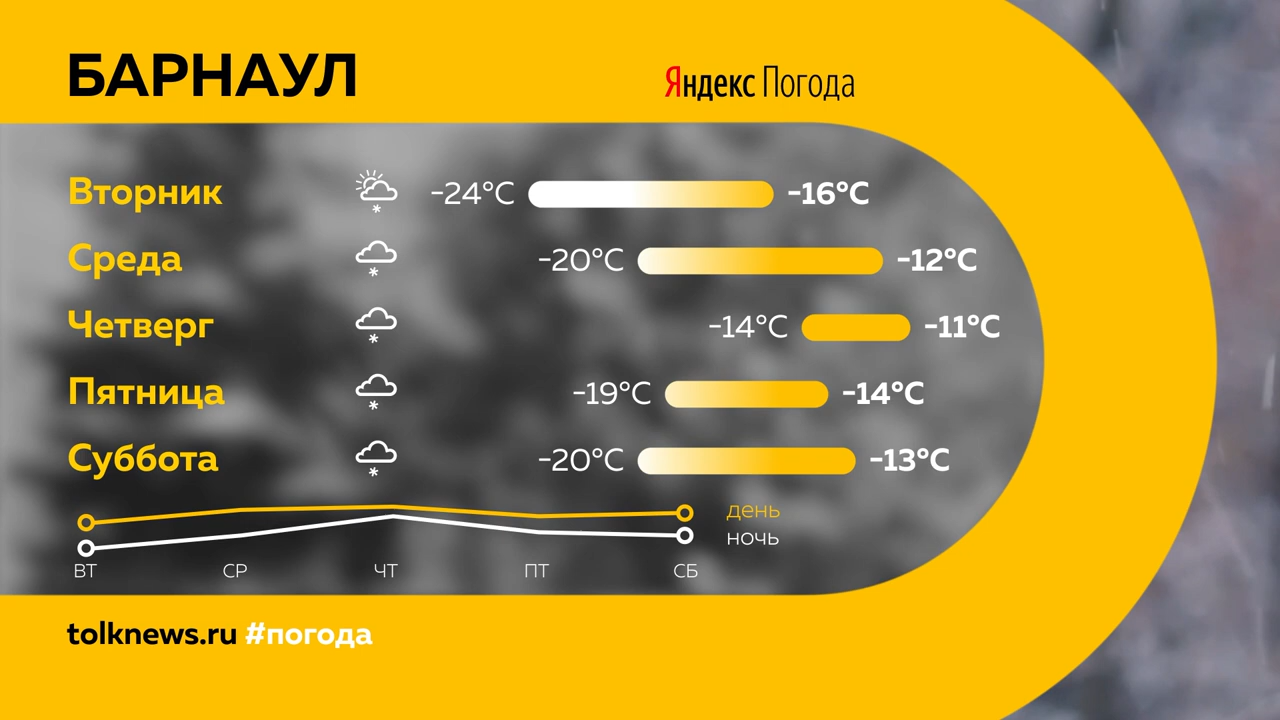 БАРНАУЛ
Яндекс Погода
Вторник -24°C -16°C
Среда -20°C -12°C
Четверг -14°C -11°C
Пятница -19°C -14°C
Суббота -20°C -13°C
день
ночь
ВТ СР ЧТ ПТ СБ
tolknews.ru #погода